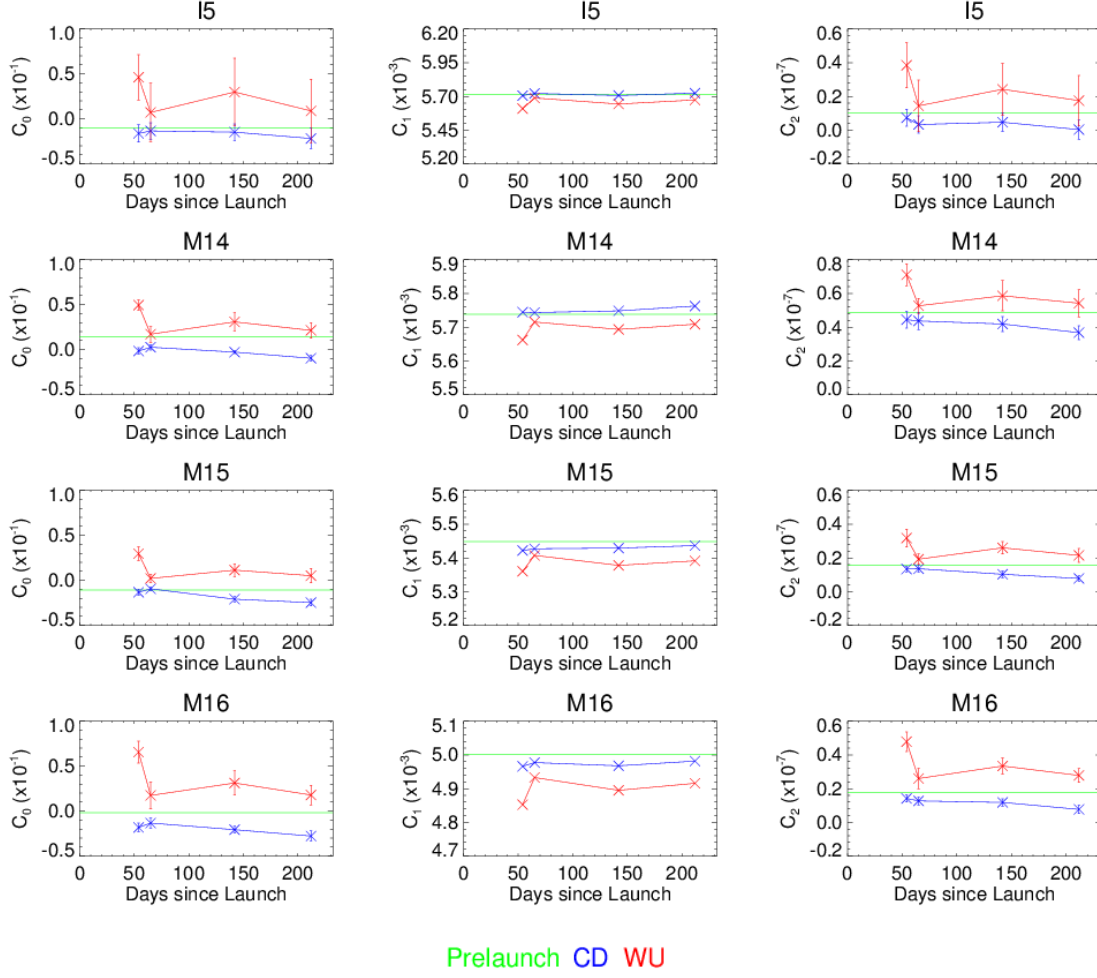 I5 I5 I5
C₀ (x10⁻¹) 1.0 0.5 0.0 -0.5
C₁ (x10⁻³) 6.20 5.95 5.70 5.45 5.20
C₂ (x10⁻⁷) 0.6 0.4 0.2 0.0 -0.2
0 50 100 150 200 0 50 100 150 200 0 50 100 150 200
Days since Launch Days since Launch Days since Launch
M14 M14 M14
C₀ (x10⁻¹) 1.0 0.5 0.0 -0.5
C₁ (x10⁻³) 5.9 5.8 5.7 5.6 5.5
C₂ (x10⁻⁷) 0.8 0.6 0.4 0.2 0.0
0 50 100 150 200 0 50 100 150 200 0 50 100 150 200
Days since Launch Days since Launch Days since Launch
M15 M15 M15
C₀ (x10⁻¹) 1.0 0.5 0.0 -0.5
C₁ (x10⁻³) 5.6 5.5 5.4 5.3 5.2
C₂ (x10⁻⁷) 0.6 0.4 0.2 0.0 -0.2
0 50 100 150 200 0 50 100 150 200 0 50 100 150 200
Days since Launch Days since Launch Days since Launch
M16 M16 M16
C₀ (x10⁻¹) 1.0 0.5 0.0 -0.5
C₁ (x10⁻³) 5.1 5.0 4.9 4.8 4.7
C₂ (x10⁻⁷) 0.6 0.4 0.2 0.0 -0.2
0 50 100 150 200 0 50 100 150 200 0 50 100 150 200
Days since Launch Days since Launch Days since Launch
Prelaunch CD WU